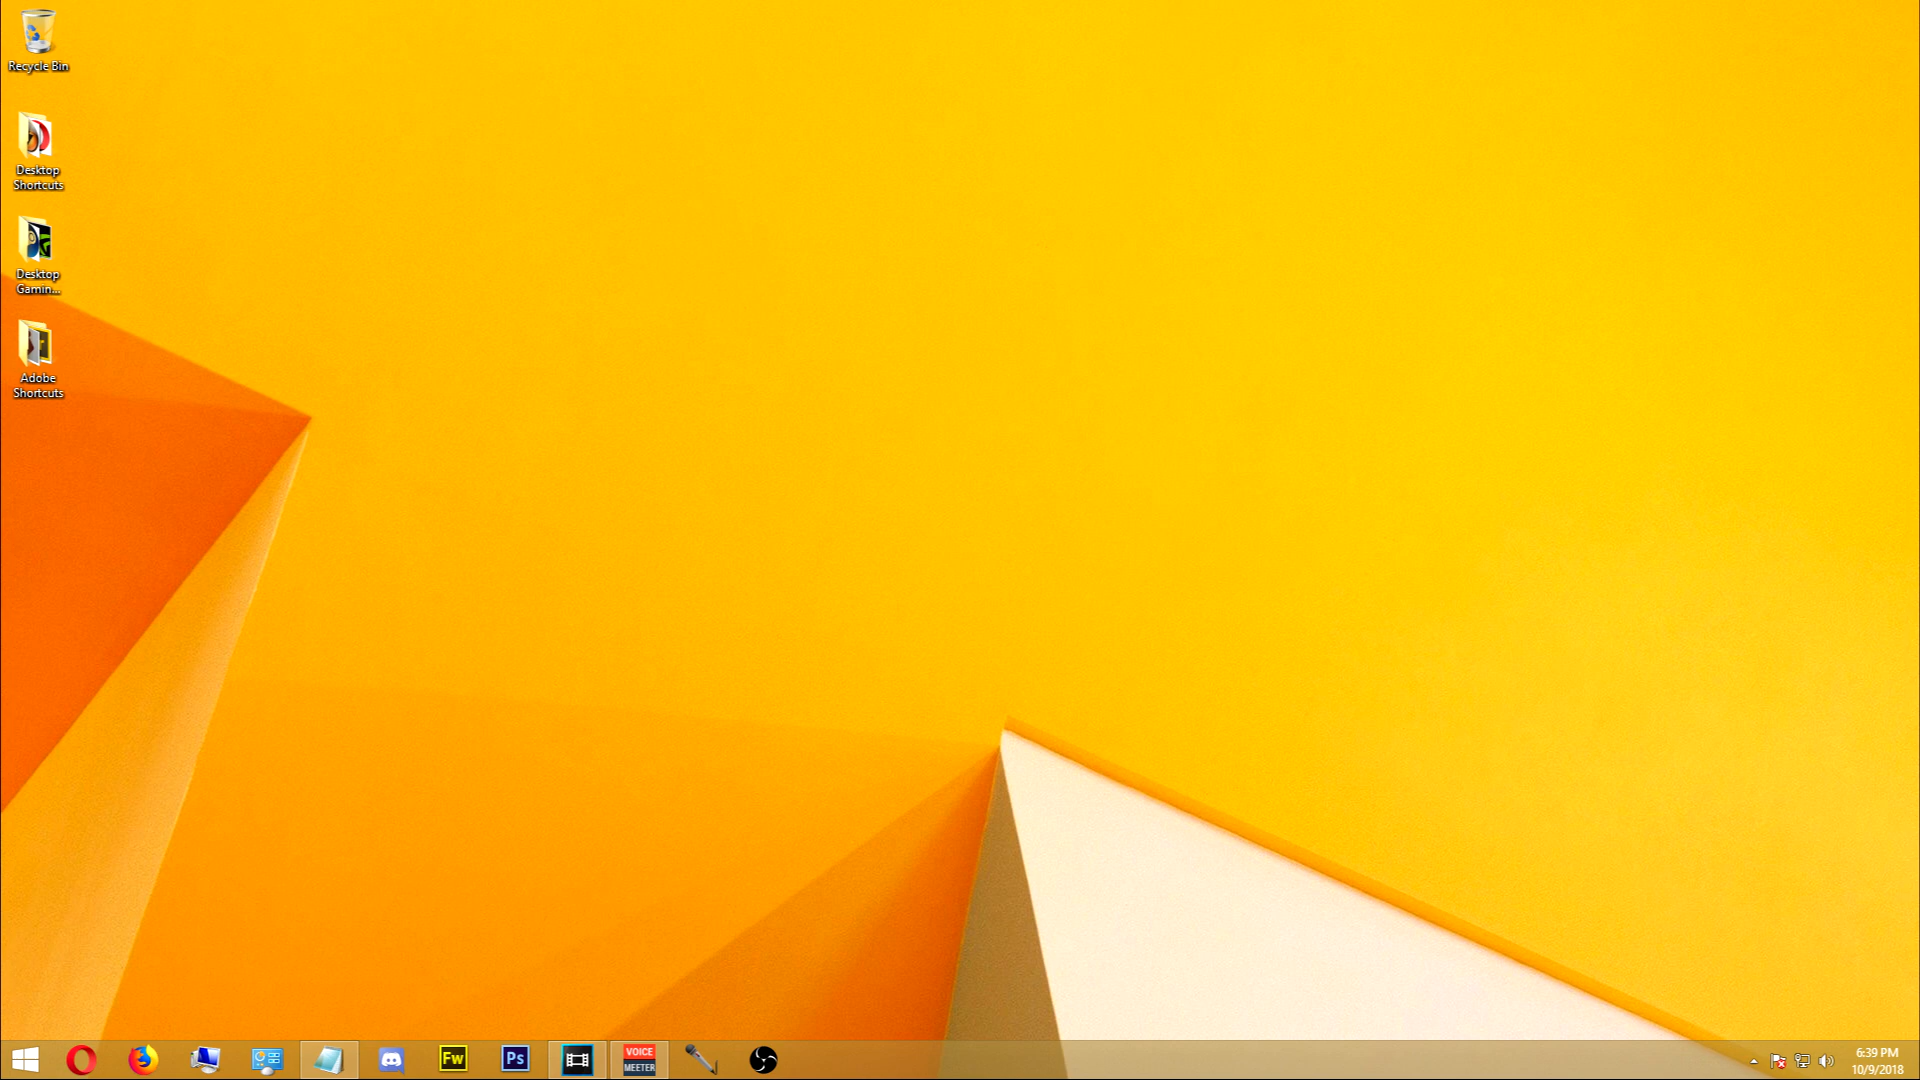 Recycle Bin
Desktop
Shortcuts
Desktop
Gamin...
Adobe
Shortcuts
Fw
Ps
VOICE
MEETER
6:39 PM
10/9/2018